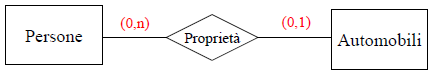 Persone
(0,n)
Proprietà
(0,1)
Automobili